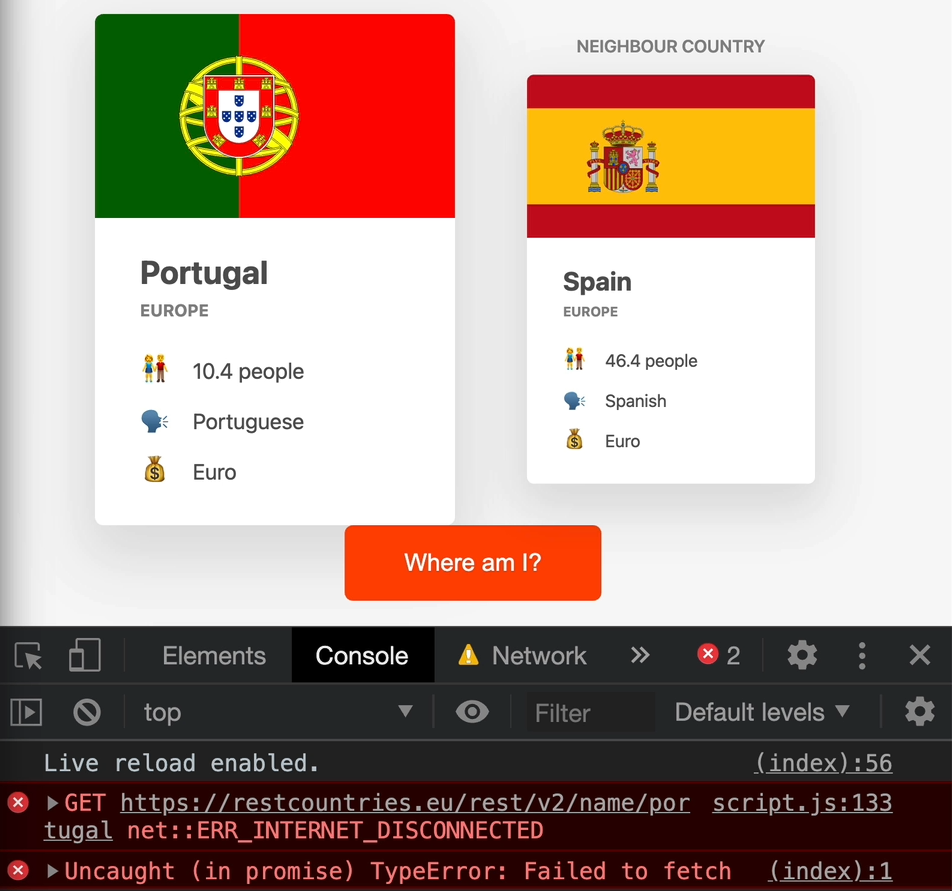 NEIGHBOUR COUNTRY
Portugal
EUROPE
10.4 people
Portuguese
Euro
Spain
EUROPE
46.4 people
Spanish
Euro
Where am I?
Elements Console Network 2
top Filter Default levels
Live reload enabled. (index):56
GET https://restcountries.eu/rest/v2/name/por script.js:133
tugal net::ERR_INTERNET_DISCONNECTED
Uncaught (in promise) TypeError: Failed to fetch (index):1